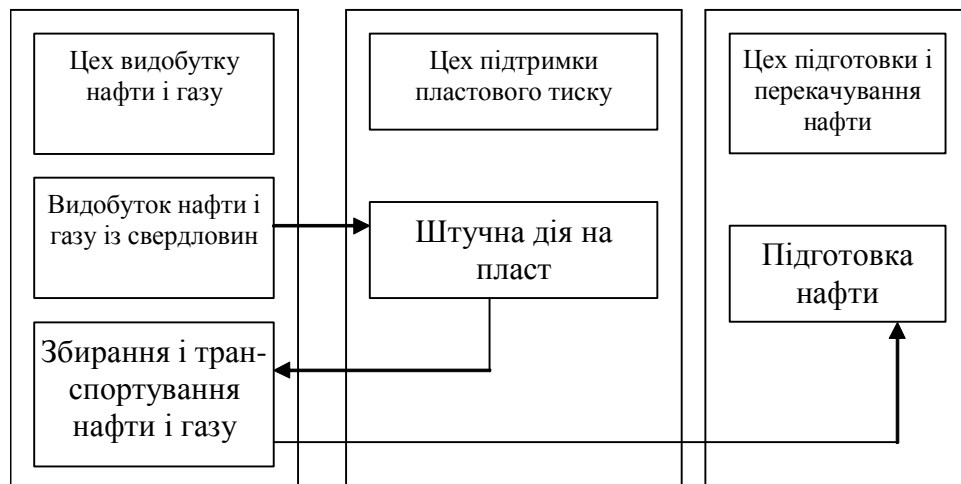 Цех видобутку
нафти і газу
Видобуток нафти і
газу із свердловин
Збирання і тран-
спортування
нафти і газу
Цех підтримки
пластового тиску
Штучна дія на
пласт
Цех підготовки і
перекачування
нафти
Підготовка
нафти